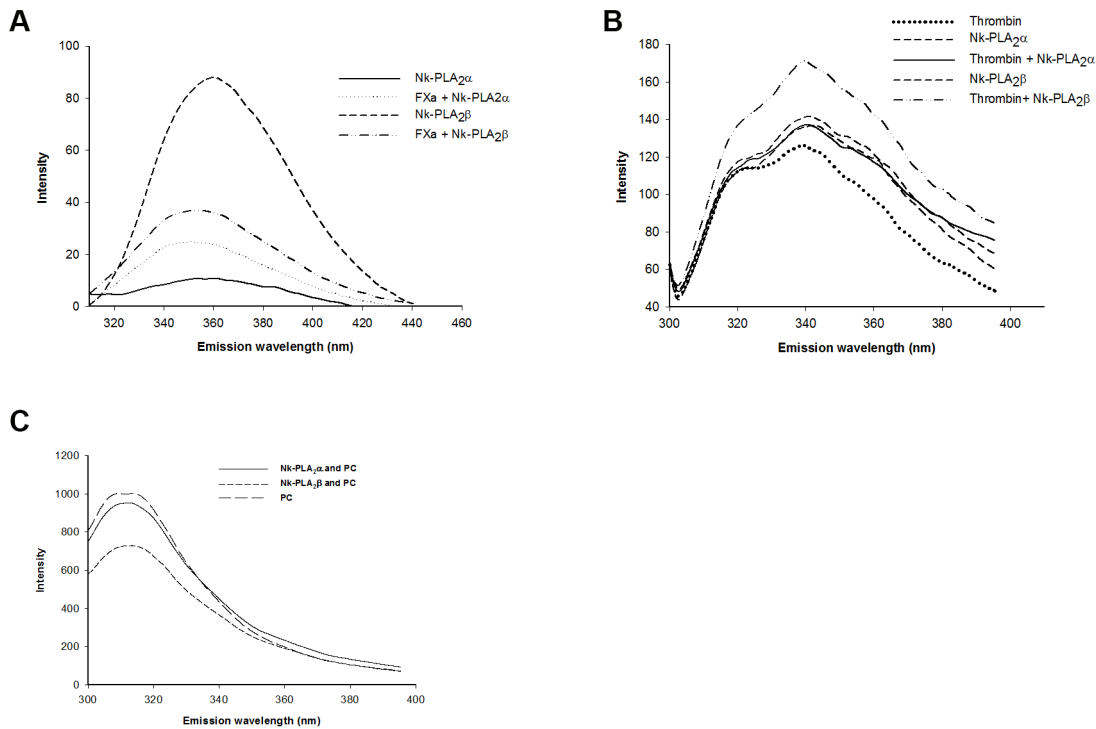 A
100
80
60
40
20
0
Intensity
320 340 360 380 400 420 440 460
Emission wavelength (nm)
Nk-PLA₂α
FXa + Nk-PLA2α
Nk-PLA₂β
FXa + Nk-PLA₂β
B
180
160
140
120
100
80
60
40
Intensity
300 320 340 360 380 400
Emission wavelength (nm)
Thrombin
Nk-PLA₂α
Thrombin + Nk-PLA₂α
Nk-PLA₂β
Thrombin+ Nk-PLA₂β
C
1200
1000
800
600
400
200
0
Intensity
300 320 340 360 380 400
Emission wavelength (nm)
Nk-PLA₂α and PC
Nk-PLA₂β and PC
PC